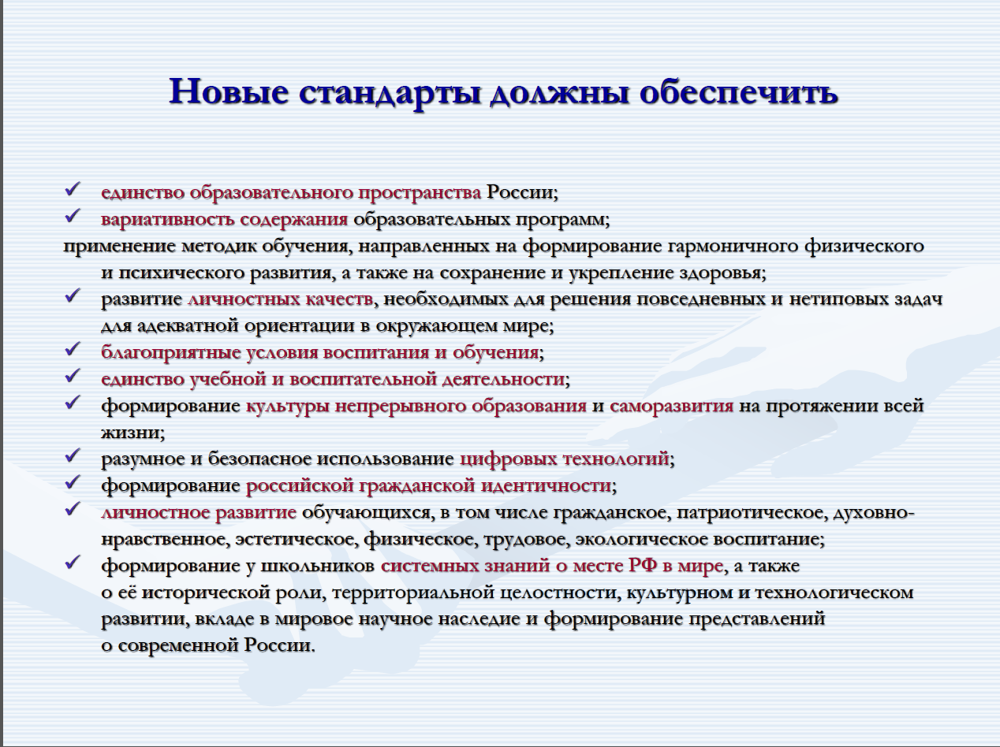 Новые стандарты должны обеспечить
единство образовательного пространства России;
вариативность содержания образовательных программ;
применение методик обучения, направленных на формирование гармоничного физического
и психического развития, а также на сохранение и укрепление здоровья;
развитие личностных качеств, необходимых для решения повседневных и нетиповых задач
для адекватной ориентации в окружающем мире;
благоприятные условия воспитания и обучения;
единство учебной и воспитательной деятельности;
формирование культуры непрерывного образования и саморазвития на протяжении всей
жизни;
разумное и безопасное использование цифровых технологий;
формирование российской гражданской идентичности;
личностное развитие обучающихся, в том числе гражданское, патриотическое, духовно-
нравственное, эстетическое, физическое, трудовое, экологическое воспитание;
формирование у школьников системных знаний о месте РФ в мире, а также
о её исторической роли, территориальной целостности, культурном и технологическом
развитии, вкладе в мировое научное наследие и формирование представлений
о современной России.